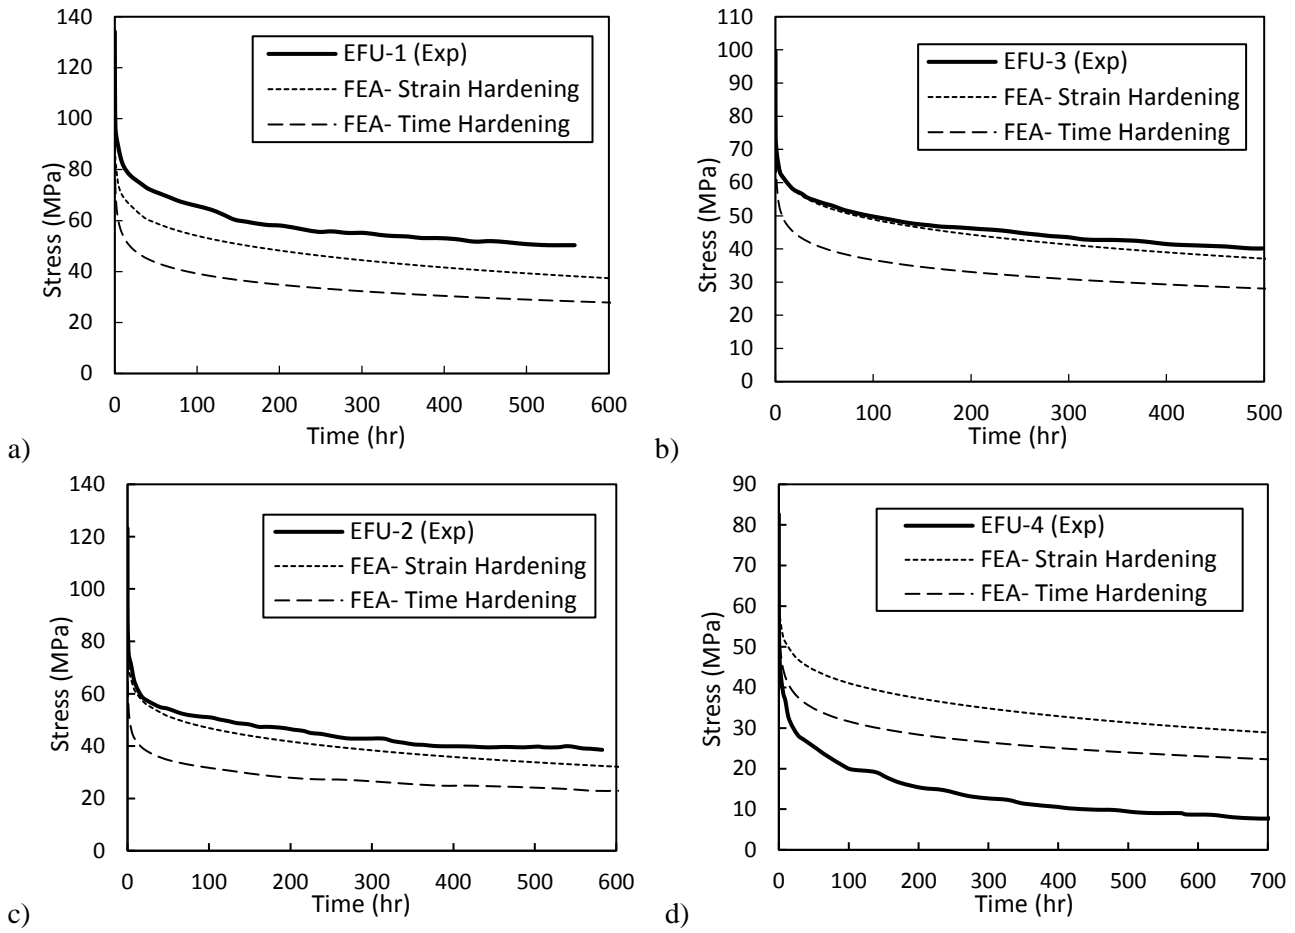 140
120
100
80
60
40
20
0
Stress (MPa)
EFU-1 (Exp)
FEA- Strain Hardening
FEA- Time Hardening
0 100 200 300 400 500 600
Time (hr)
a)
110
100
90
80
70
60
50
40
30
20
10
0
Stress (MPa)
EFU-3 (Exp)
FEA- Strain Hardening
FEA- Time Hardening
0 100 200 300 400 500
Time (hr)
b)
140
120
100
80
60
40
20
0
Stress (MPa)
EFU-2 (Exp)
FEA- Strain Hardening
FEA- Time Hardening
0 100 200 300 400 500 600
Time (hr)
c)
90
80
70
60
50
40
30
20
10
0
Stress (MPa)
EFU-4 (Exp)
FEA- Strain Hardening
FEA- Time Hardening
0 100 200 300 400 500 600 700
Time (hr)
d)